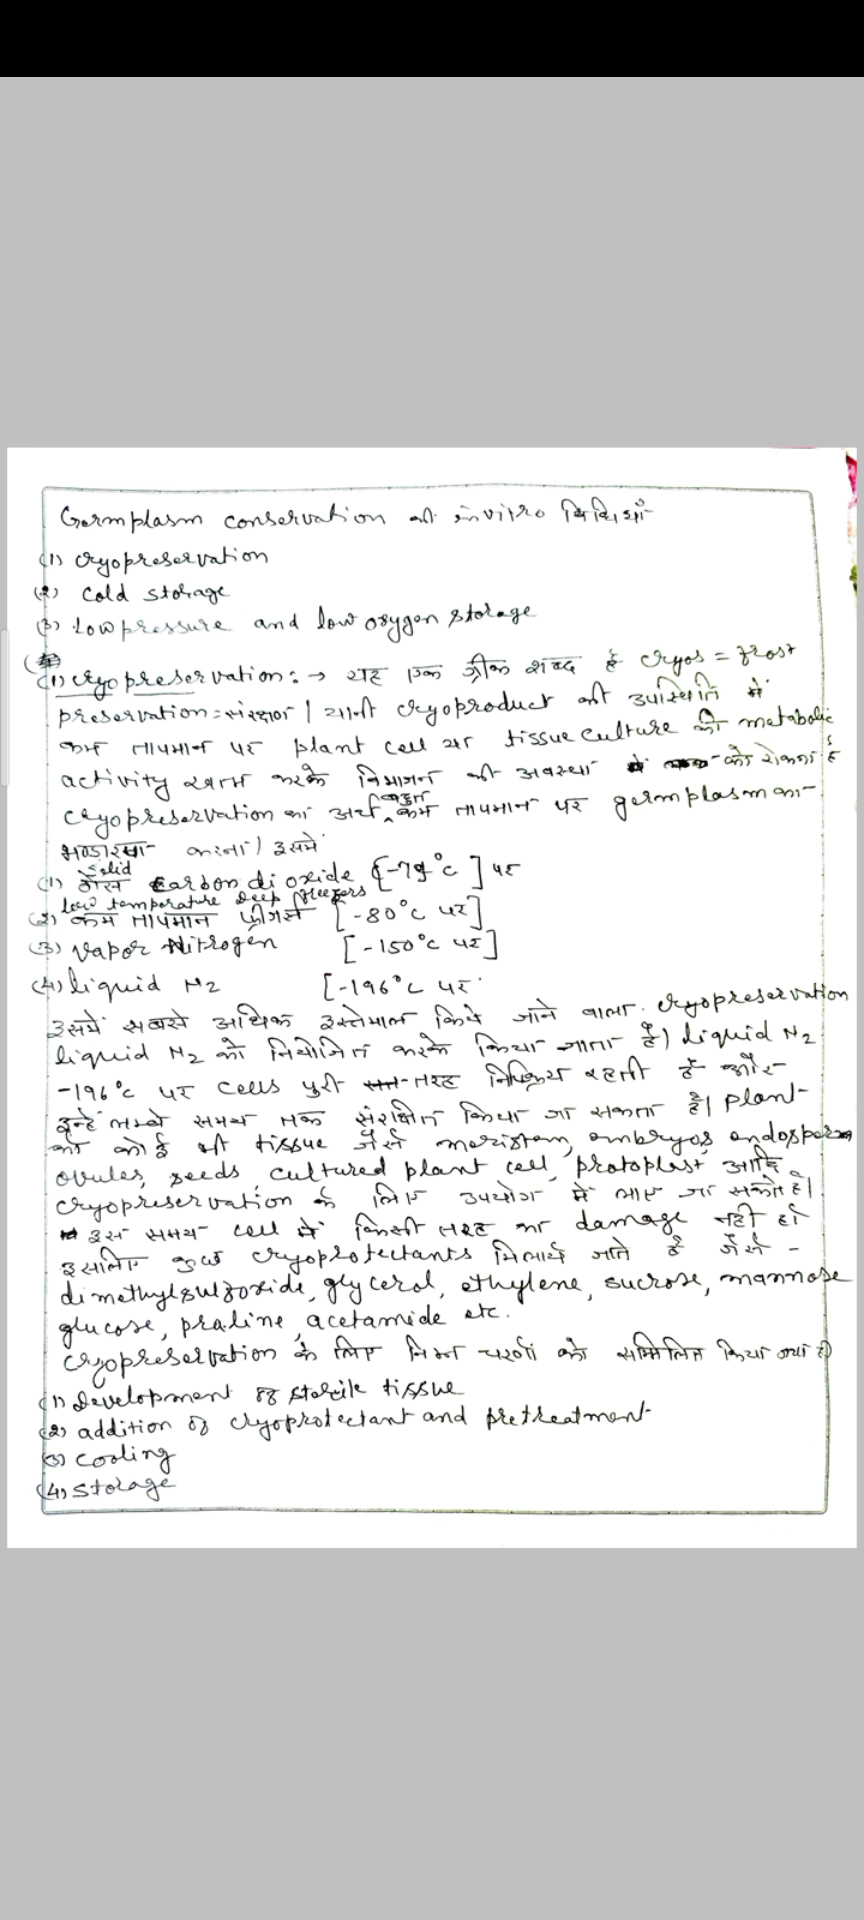 Germplasm conservation की invitro विधियाँ
(1) cryopreservation
(2) cold storage
(3) Low pressure and low oxygen storage
(1) cryopreservation: → यह एक ग्रीक शब्द है cryos = frost
preservation = संरक्षण | यानी cryoproduct की उपस्थिति में
कम तापमान पर plant cell या tissue culture की metabolic
activity खत्म करके विभाजन की अवस्था को रोकना है
cryopreservation का अर्थ बहुत कम तापमान पर germplasm का
भण्डारण करना | इसमें
(1) ठोस solid carbon di oxide [-79°C] पर
low temperature deep freezers
(2) कम तापमान फ्रीजर्स [-80°C पर]
(3) vapor Nitrogen [-150°C पर]
(4) liquid N2 [-196°C पर
इसमें सबसे अधिक इस्तेमाल किये जाने वाला cryopreservation
liquid N2 को नियोजित करके किया जाता है| liquid N2
-196°C पर cells पुरी तरह निष्क्रिय रहती हैं और
इन्हें लम्बे समय तक संरक्षित किया जा सकता है| plant
का कोई भी tissue जैसे meristem, embryos, endosperm
ovules, seeds, cultured plant cell, protoplast आदि
cryopreservation के लिए उपयोग में लाए जा सकते है|
इस समय cell में किसी तरह का damage नही हो
इसलिए कुछ cryoprotectants मिलाये जाते है जैसे -
dimethylsulfoxide, glycerol, ethylene, sucrose, mannose
glucose, praline, acetamide etc.
cryopreservation के लिए निम्न चरणों को सम्मिलित किया गया है
(1) Development of sterile tissue
(2) addition of cryoprotectant and pretreatment
(3) cooling
(4) storage